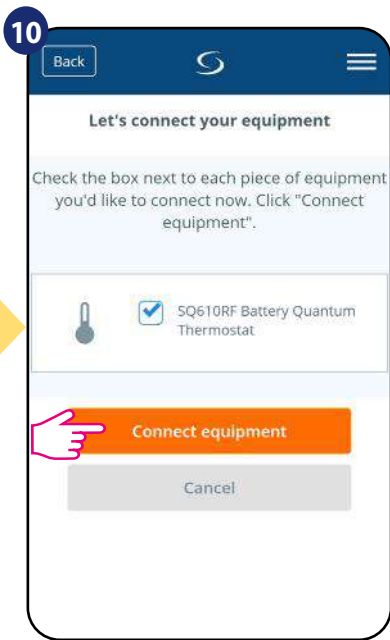 10
Back
Let's connect your equipment
Check the box next to each piece of equipment
you'd like to connect now. Click "Connect
equipment".
SQ610RF Battery Quantum
Thermostat
Connect equipment
Cancel